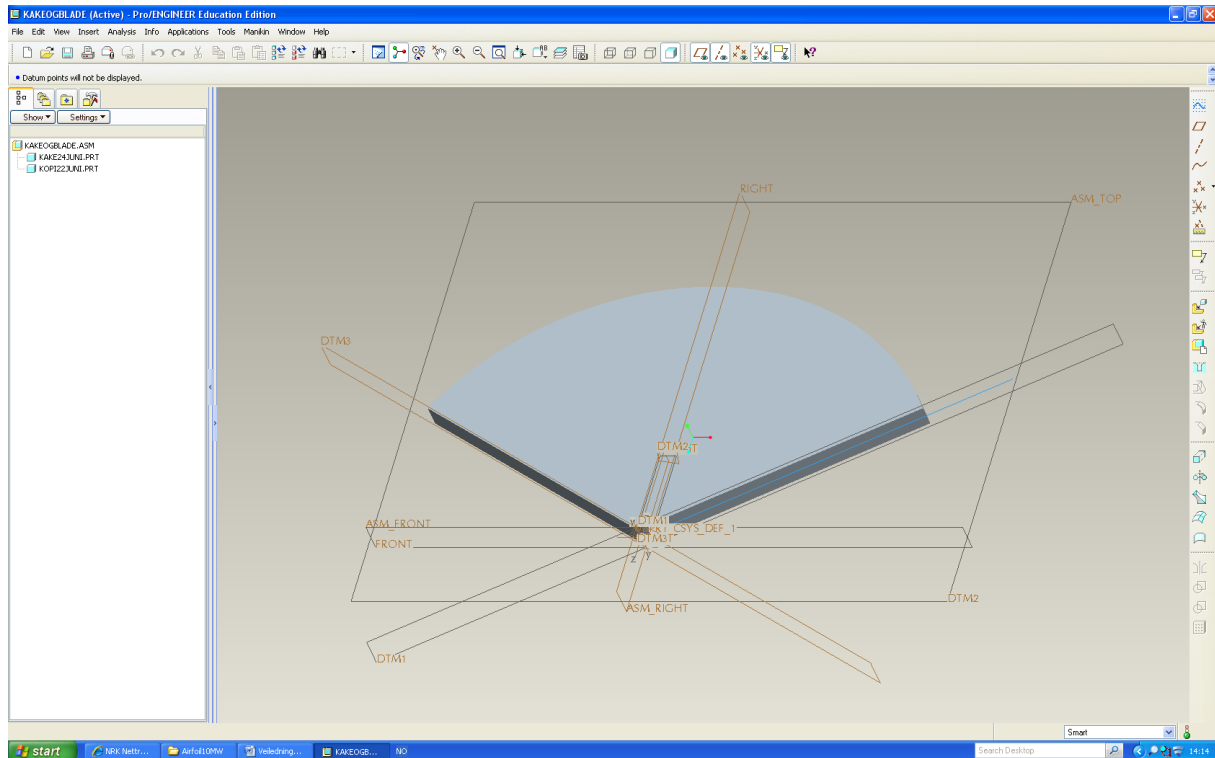 KAKEOGBLADE (Active) - Pro/ENGINEER Education Edition
File Edit View Insert Analysis Info Applications Tools Manikin Window Help
Datum points will not be displayed.
Show Settings
KAKEOGBLADE.ASM
KAKE24JUNI.PRT
KOPI22JUNI.PRT
RIGHT
ASM_TOP
DTM3
DTM2
ASM_FRONT
DTM1
CSYS_DEF_1
FRONT
DTM3
z y
ASM_RIGHT
DTM2
DTM1
Smart
start NRK Nettr... Airfoil10MW Veiledning... KAKEOGB... NO Search Desktop 14:14